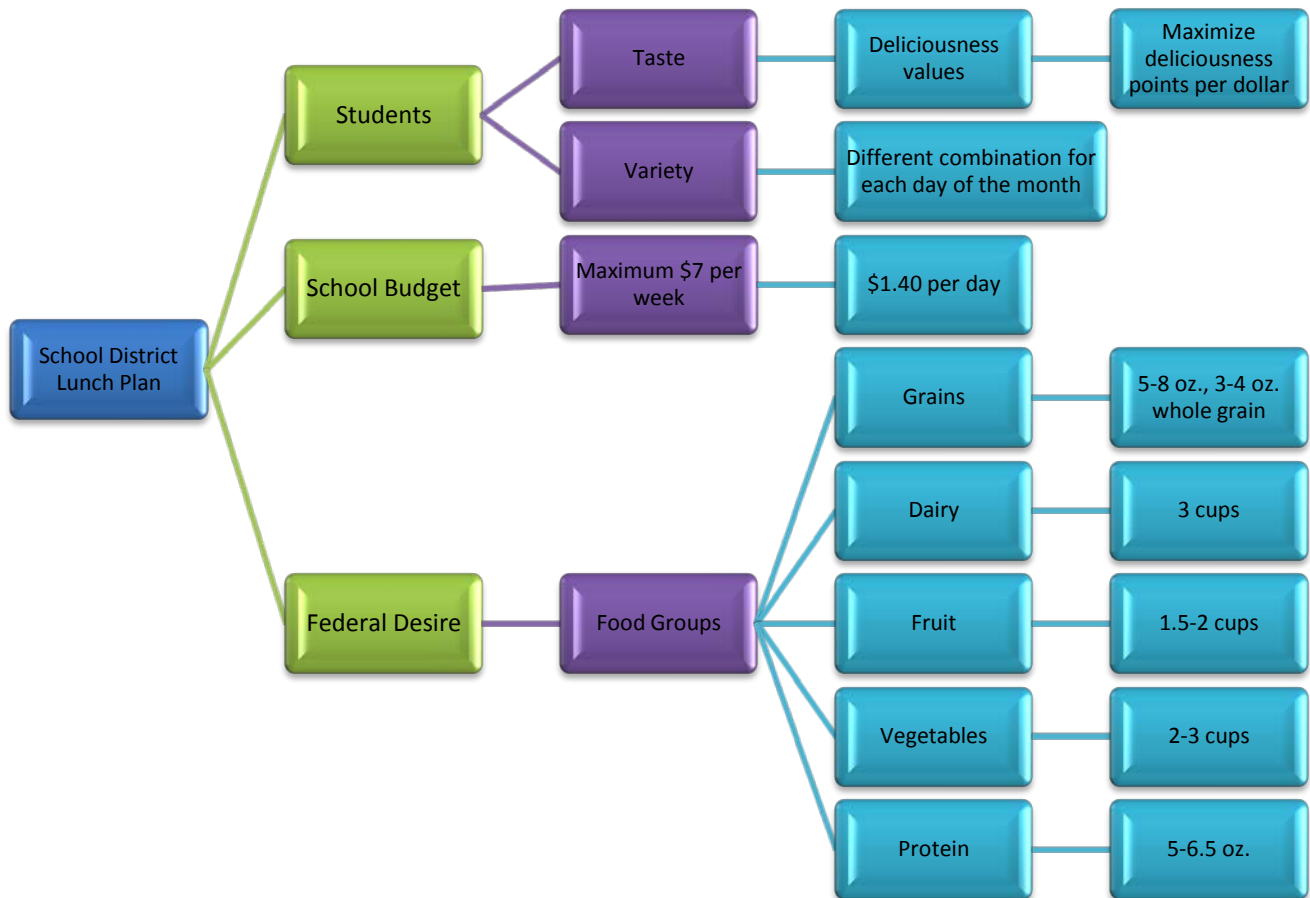 School District
Lunch Plan
Students
Taste
Deliciousness
values
Maximize
deliciousness
points per dollar
Variety
Different combination for
each day of the month
School Budget
Maximum $7 per
week
$1.40 per day
Federal Desire
Food Groups
Grains
5-8 oz., 3-4 oz.
whole grain
Dairy
3 cups
Fruit
1.5-2 cups
Vegetables
2-3 cups
Protein
5-6.5 oz.